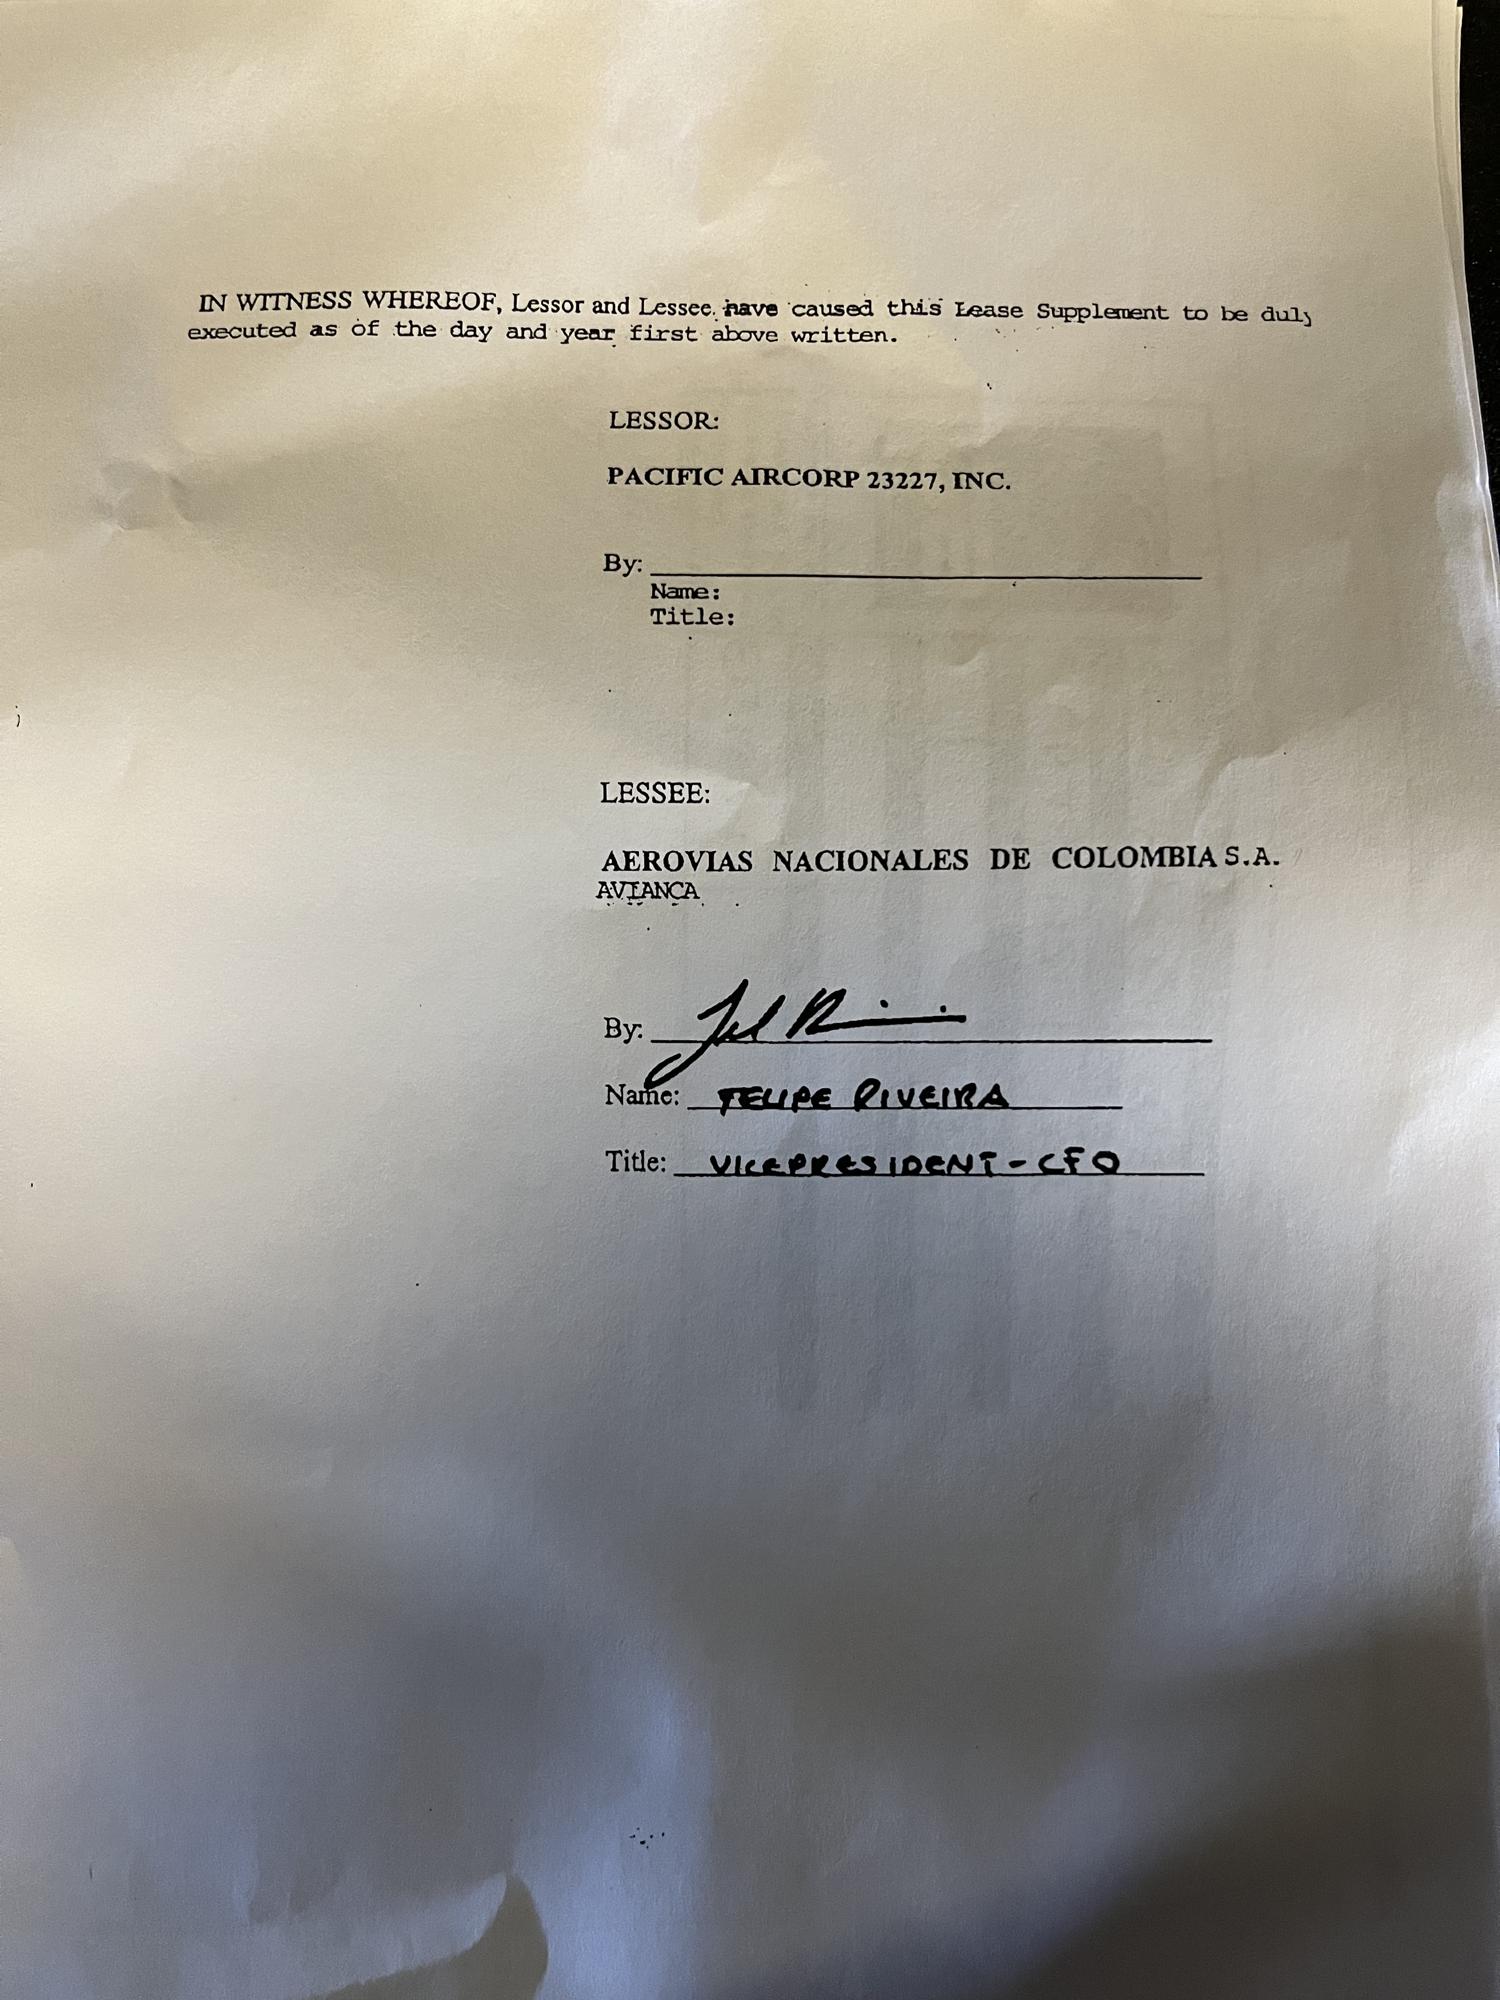 IN WITNESS WHEREOF, Lessor and Lessee have caused this Lease Supplement to be duly
executed as of the day and year first above written.
LESSOR:
PACIFIC AIRCORP 23227, INC.
By:
Name:
Title:
LESSEE:
AEROVIAS NACIONALES DE COLOMBIA S.A.
AVIANCA
By:
Name: FELIPE RIVEIRA
Title: VICEPRESIDENT - CFO